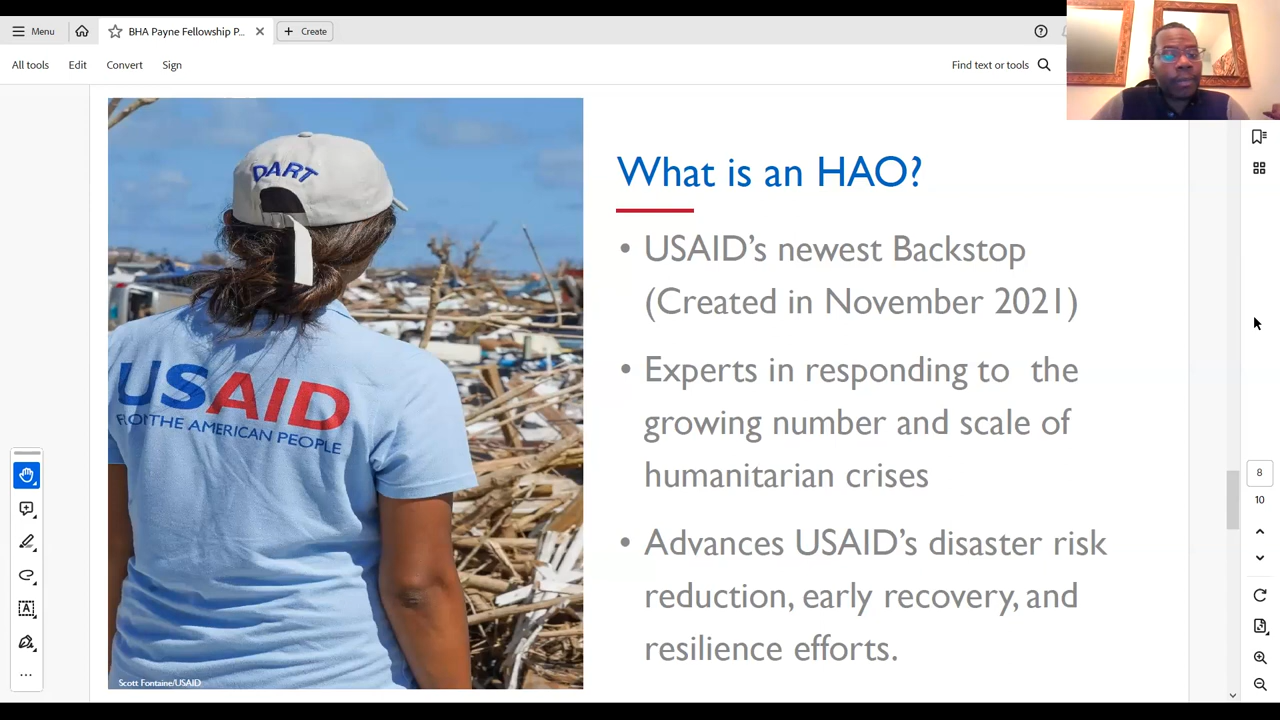 Menu
BHA Payne Fellowship P...
Create
All tools
Edit
Convert
Sign
Find text or tools
DART
USAID
FROM THE AMERICAN PEOPLE
Scott Fontaine/USAID
What is an HAO?
• USAID's newest Backstop
(Created in November 2021)
• Experts in responding to the
growing number and scale of
humanitarian crises
• Advances USAID's disaster risk
reduction, early recovery, and
resilience efforts.
8
10